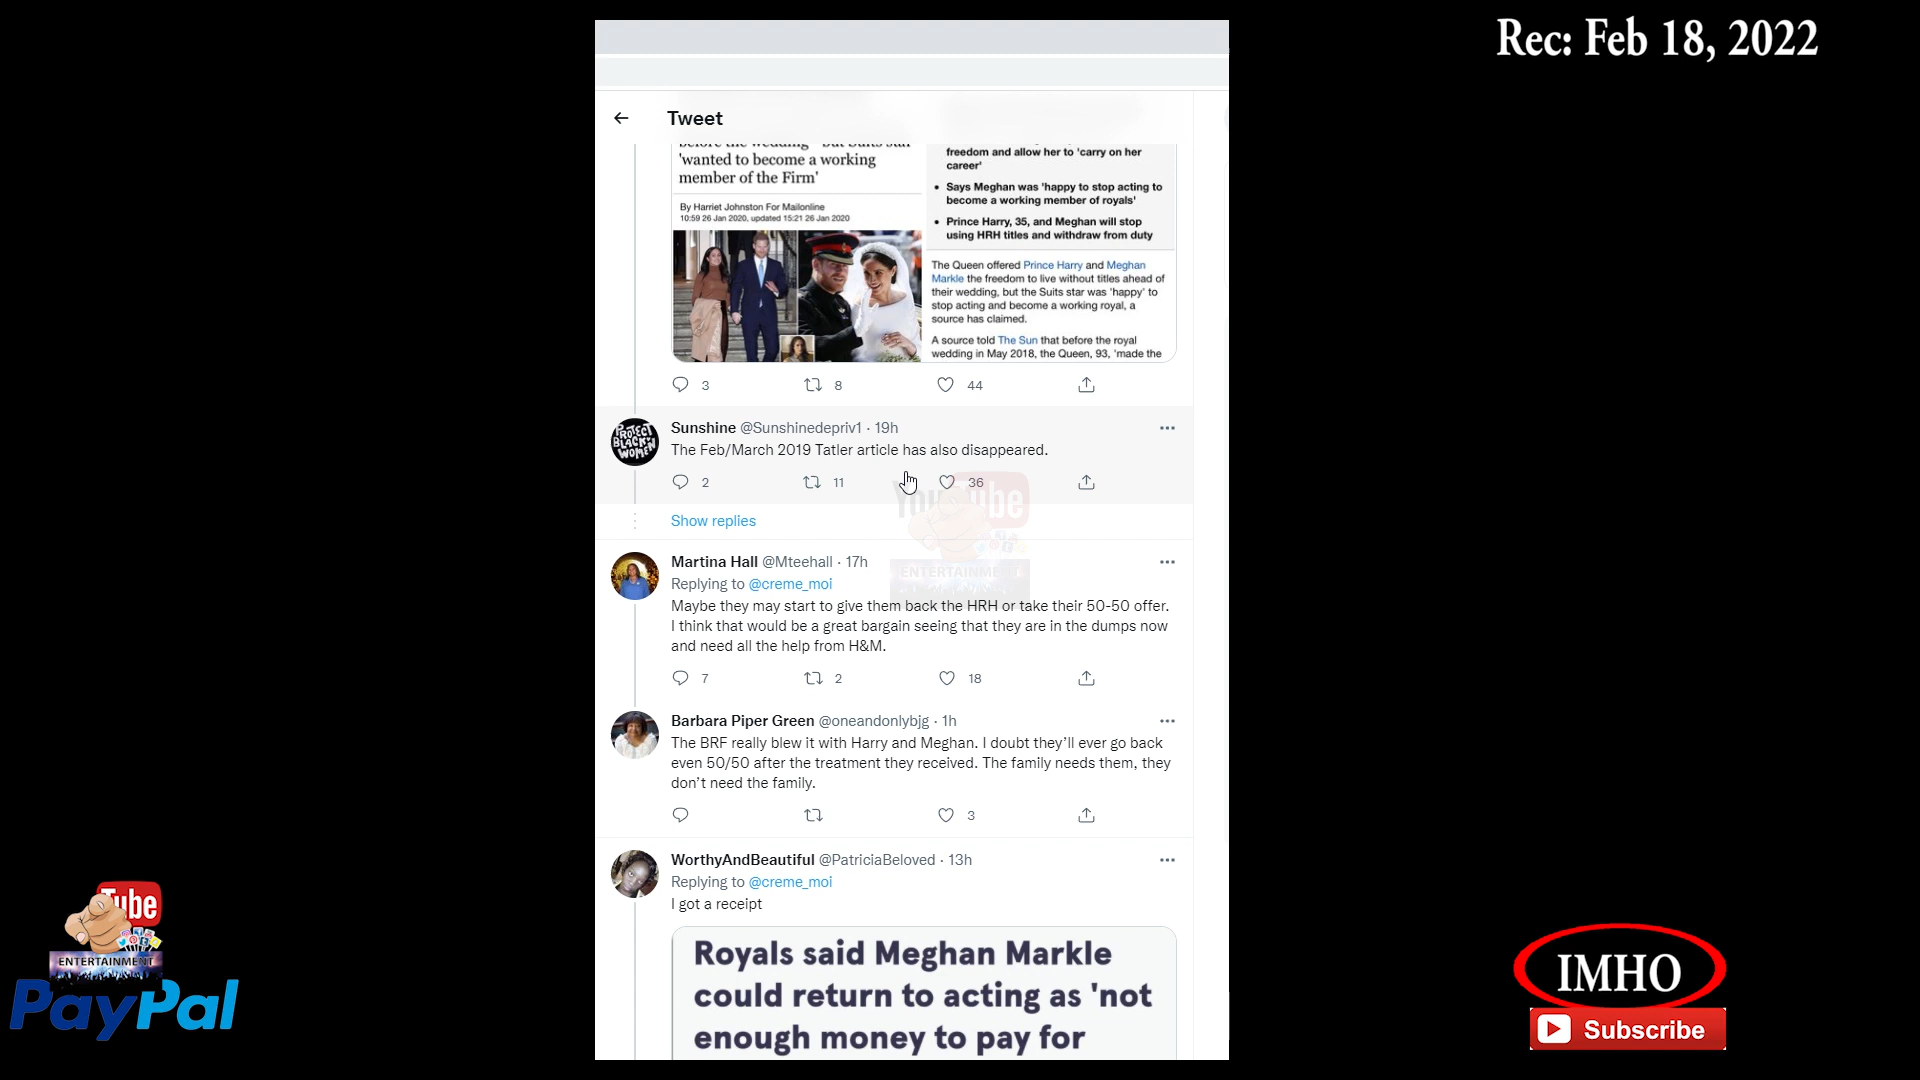 Rec: Feb 18, 2022
Tweet
before the wedding
'wanted to become a working
member of the Firm'
By Harriet Johnston For Mailonline
10:59 26 Jan 2020, updated 15:21 26 Jan 2020
freedom and allow her to 'carry on her
career'
• Says Meghan was 'happy to stop acting to
become a working member of royals'
• Prince Harry, 35, and Meghan will stop
using HRH titles and withdraw from duty
The Queen offered Prince Harry and Meghan
Markle the freedom to live without titles ahead of
their wedding, but the Suits star was 'happy' to
stop acting and become a working royal, a
source has claimed.
A source told The Sun that before the royal
wedding in May 2018, the Queen, 93, 'made the
3 8 44
PROTECT
BLACK
WOMEN
Sunshine @Sunshinedepriv1 · 19h
The Feb/March 2019 Tatler article has also disappeared.
2 11 36
YouTube
ENTERTAINMENT
Show replies
Martina Hall @Mteehall · 17h
Replying to @creme_moi
Maybe they may start to give them back the HRH or take their 50-50 offer.
I think that would be a great bargain seeing that they are in the dumps now
and need all the help from H&M.
7 2 18
Barbara Piper Green @oneandonlybjg · 1h
The BRF really blew it with Harry and Meghan. I doubt they'll ever go back
even 50/50 after the treatment they received. The family needs them, they
don't need the family.
3
WorthyAndBeautiful @PatriciaBeloved · 13h
Replying to @creme_moi
I got a receipt
Royals said Meghan Markle
could return to acting as 'not
enough money to pay for
Tube
ENTERTAINMENT
PayPal
IMHO
Subscribe